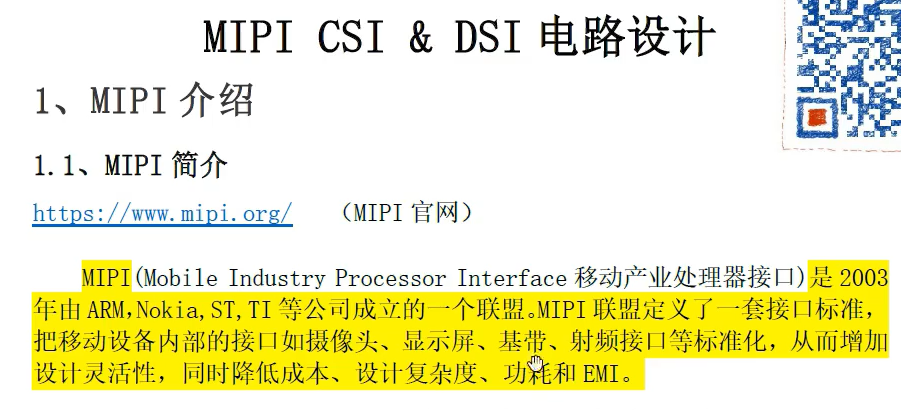 MIPI CSI & DSI 电路设计
1、MIPI 介绍
1.1、MIPI 简介
https://www.mipi.org/ （MIPI 官网）
MIPI(Mobile Industry Processor Interface 移动产业处理器接口)是 2003
年由 ARM,Nokia,ST,TI 等公司成立的一个联盟。MIPI 联盟定义了一套接口标准，
把移动设备内部的接口如摄像头、显示屏、基带、射频接口等标准化，从而增加
设计灵活性，同时降低成本、设计复杂度、功耗和 EMI。